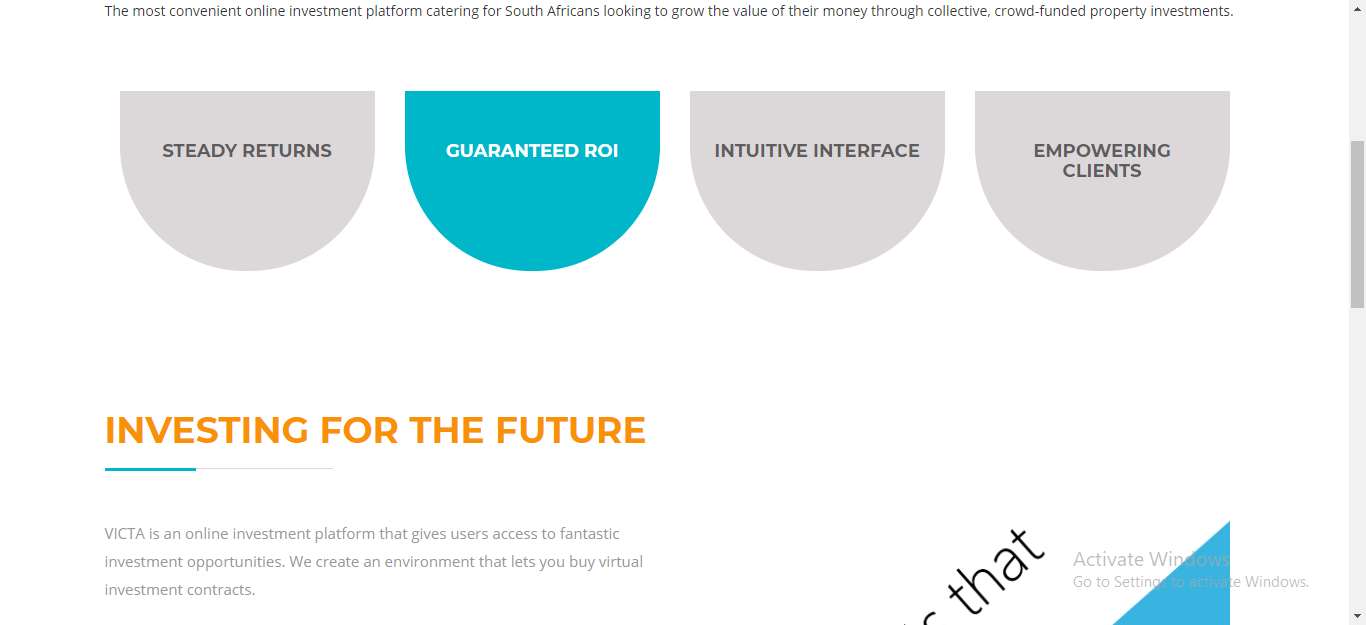 The most convenient online investment platform catering for South Africans looking to grow the value of their money through collective, crowd-funded property investments.
STEADY RETURNS
GUARANTEED ROI
INTUITIVE INTERFACE
EMPOWERING
CLIENTS
INVESTING FOR THE FUTURE
VICTA is an online investment platform that gives users access to fantastic
investment opportunities. We create an environment that lets you buy virtual
investment contracts.
that
Activate Windows
Go to Settings to activate Windows.